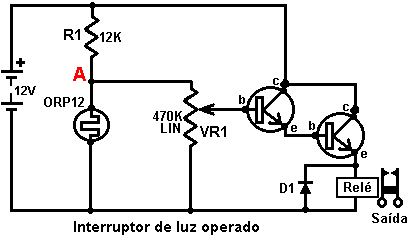 R1 12K
A
+
12V
ORP12
470K
LIN
VR1
b
c
e
b
c
e
D1
Relé
Saída
Interruptor de luz operado